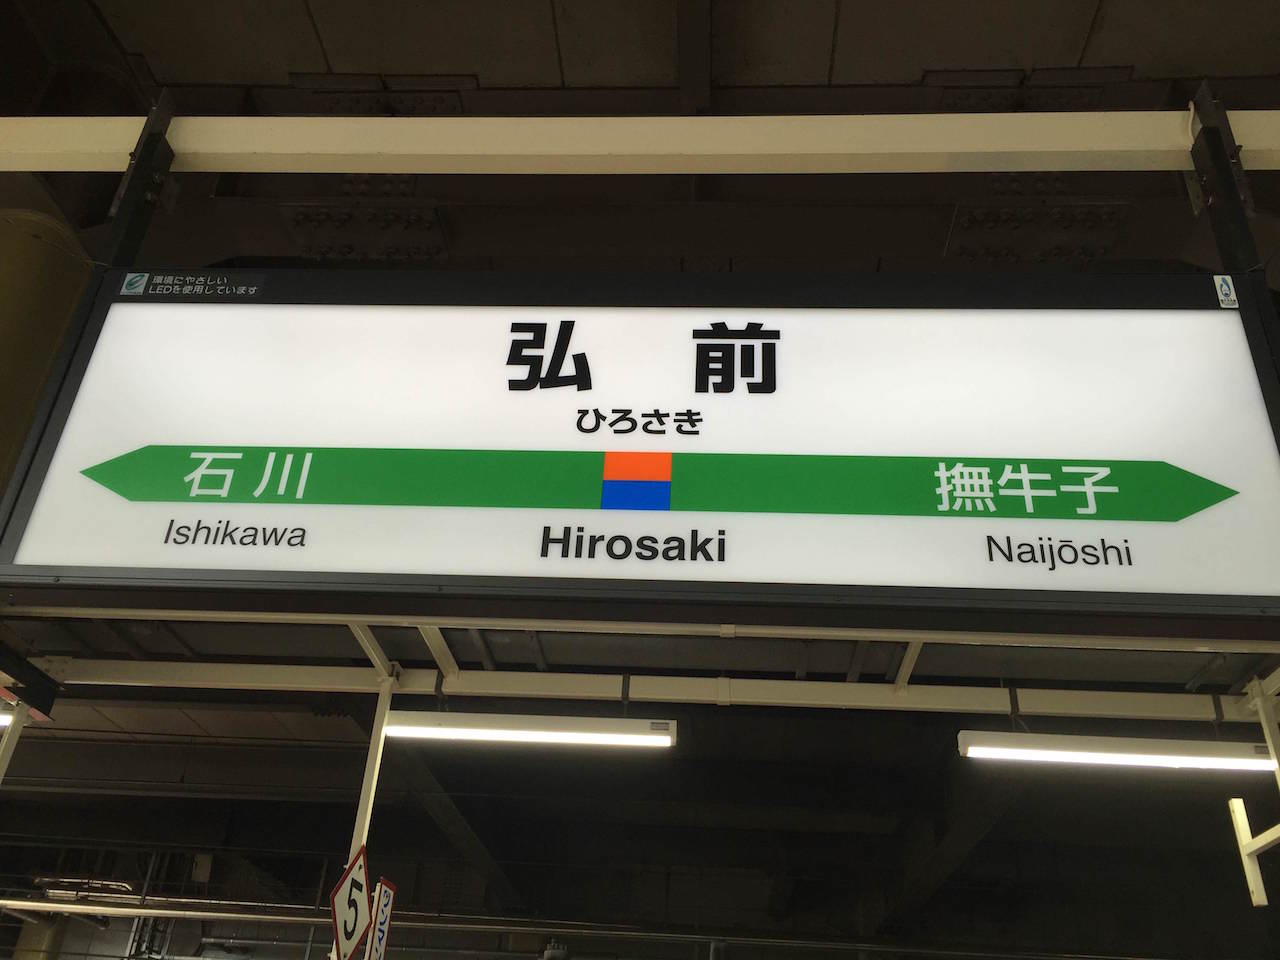 環境にやさしい
LEDを使用しています
弘前
ひろさき
石川
撫牛子
Ishikawa
Hirosaki
Naijōshi
5